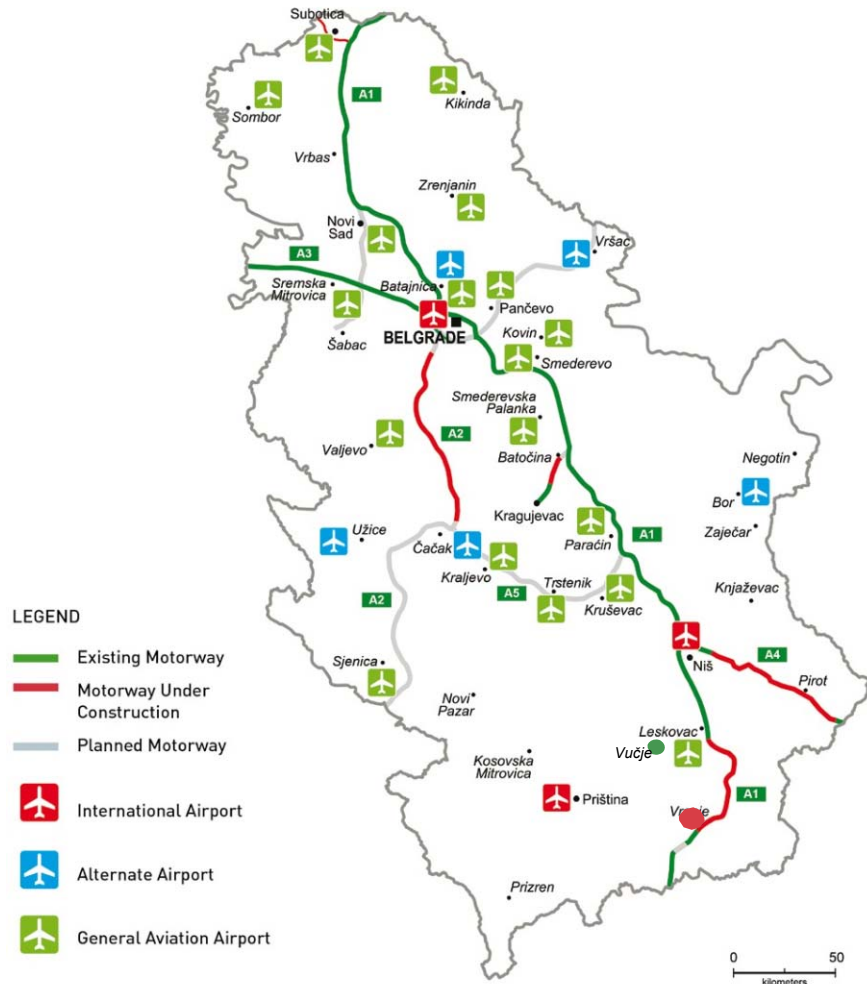 Subotica
A1
Kikinda
Sombor
Vrbas
Zrenjanin
Novi
Sad
A3
Vršac
Sremska
Mitrovica
Batajnica
Pančevo
BELGRADE
Kovin
Šabac
Smederevo
Smederevska
Palanka
A2
Valjevo
Batočina
Negotin
Bor
Kragujevac
Zaječar
Užice
Čačak
Paraćin
A1
Kraljevo
Trstenik
A2
A5
Kruševac
Knjaževac
LEGEND
Existing Motorway
Motorway Under
Construction
Planned Motorway
International Airport
Alternate Airport
General Aviation Airport
Sjenica
Niš
A4
Pirot
Novi
Pazar
Leskovac
Vučje
Kosovska
Mitrovica
Priština
A1
Prizren
0
50
kilometers